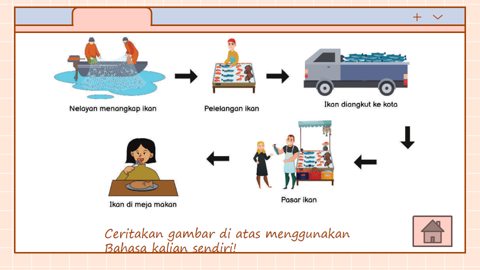 Nelayan menangkap ikan
Pelelangan ikan
Ikan diangkut ke kota
Ikan di meja makan
Pasar ikan
Ceritakan gambar di atas menggunakan
Bahasa kalian sendiri!